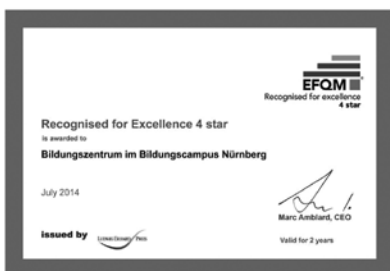 EFQM
Recognised for excellence
4 star
Recognised for Excellence 4 star
is awarded to
Bildungszentrum im Bildungscampus Nürnberg
July 2014
Marc Amblard, CEO
issued by
Valid for 2 years